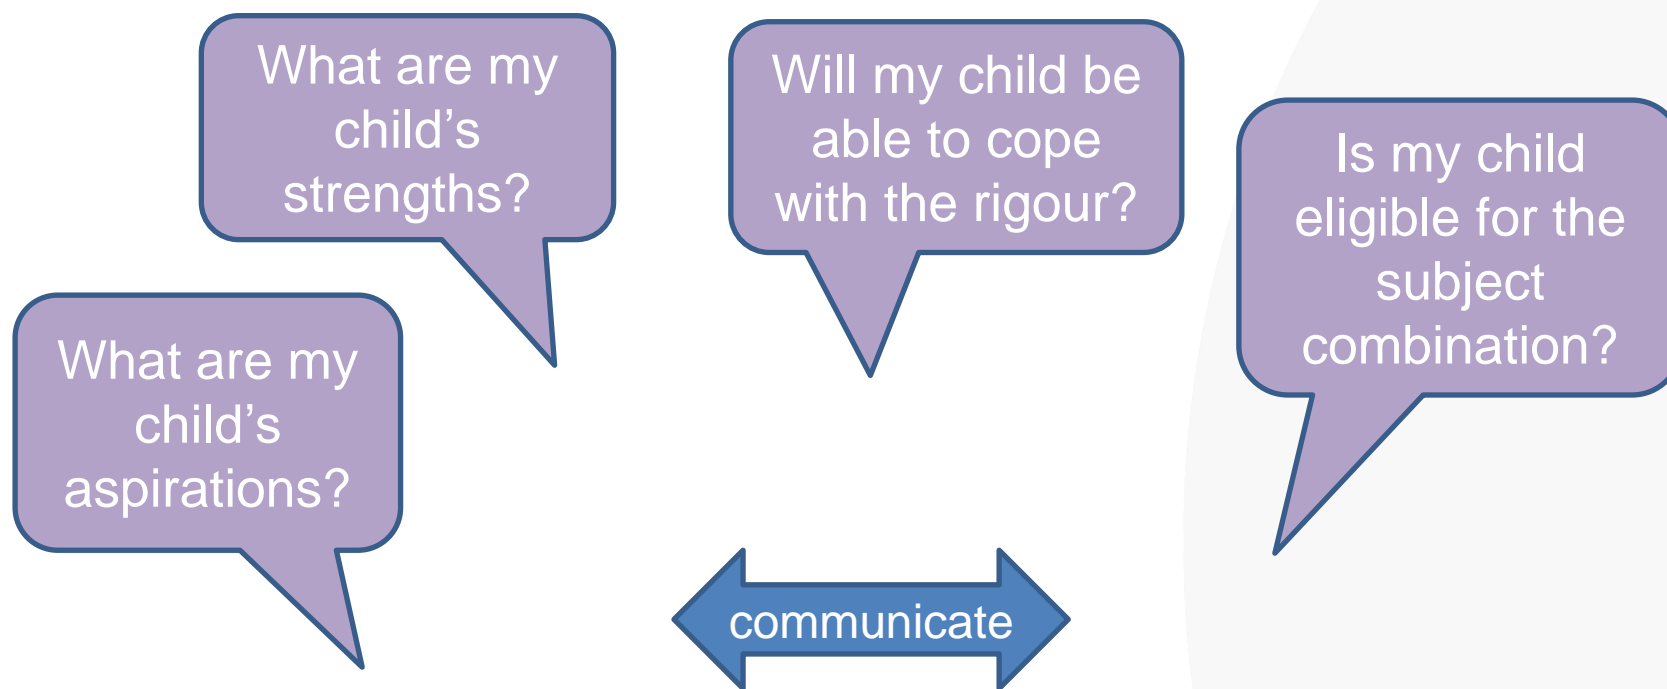 What are my
child’s
strengths?
Will my child be
able to cope
with the rigour?
Is my child
eligible for the
subject
combination?
What are my
child’s
aspirations?
communicate